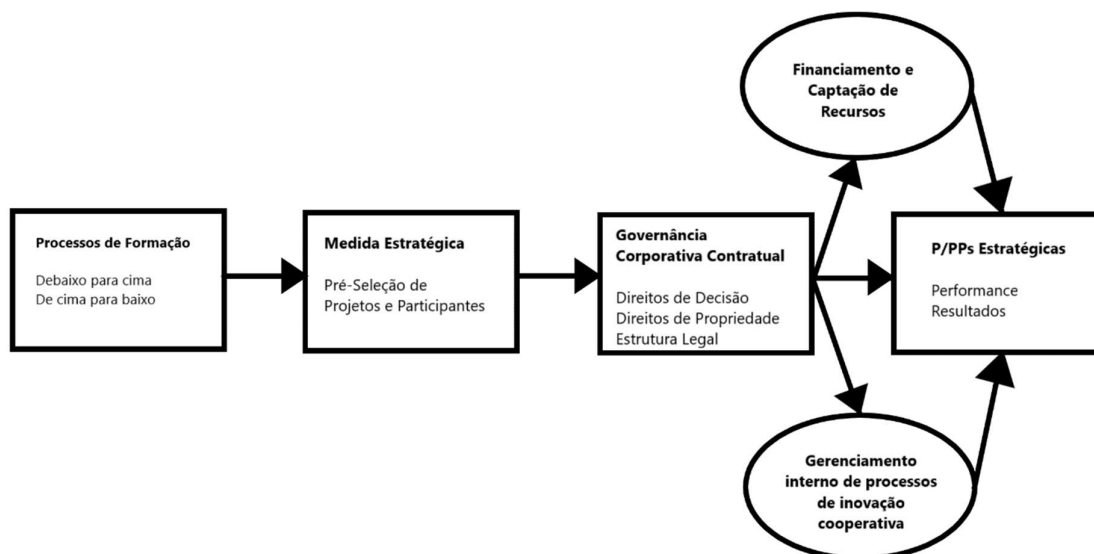 Processos de Formação
Debaixo para cima
De cima para baixo
Medida Estratégica
Pré-Seleção de
Projetos e Participantes
Governância
Corporativa Contratual
Direitos de Decisão
Direitos de Propriedade
Estrutura Legal
Financiamento e
Captação de
Recursos
Gerenciamento
interno de processos
de inovação
cooperativa
P/PPs Estratégicas
Performance
Resultados